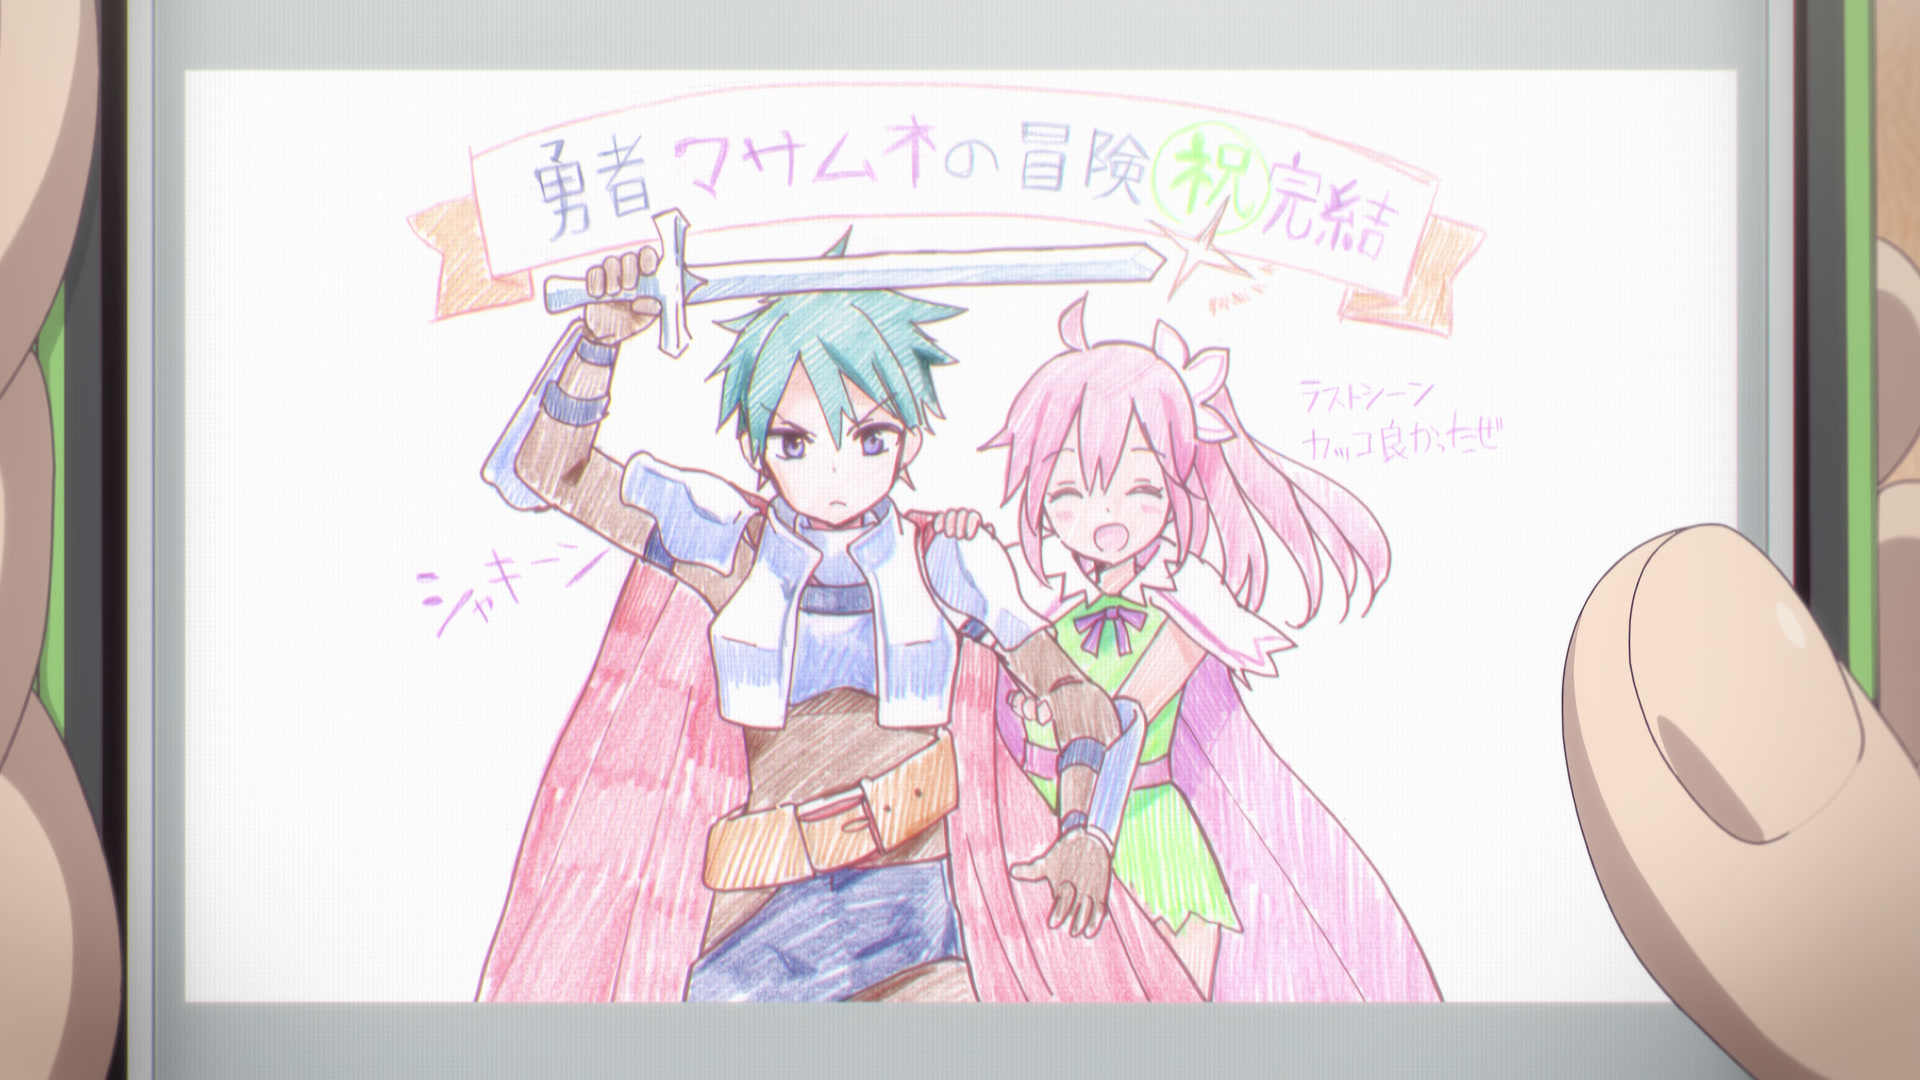 勇者マサムネの冒険㊗完結
ラストシーン
カッコ良かったぜ
シャキーン